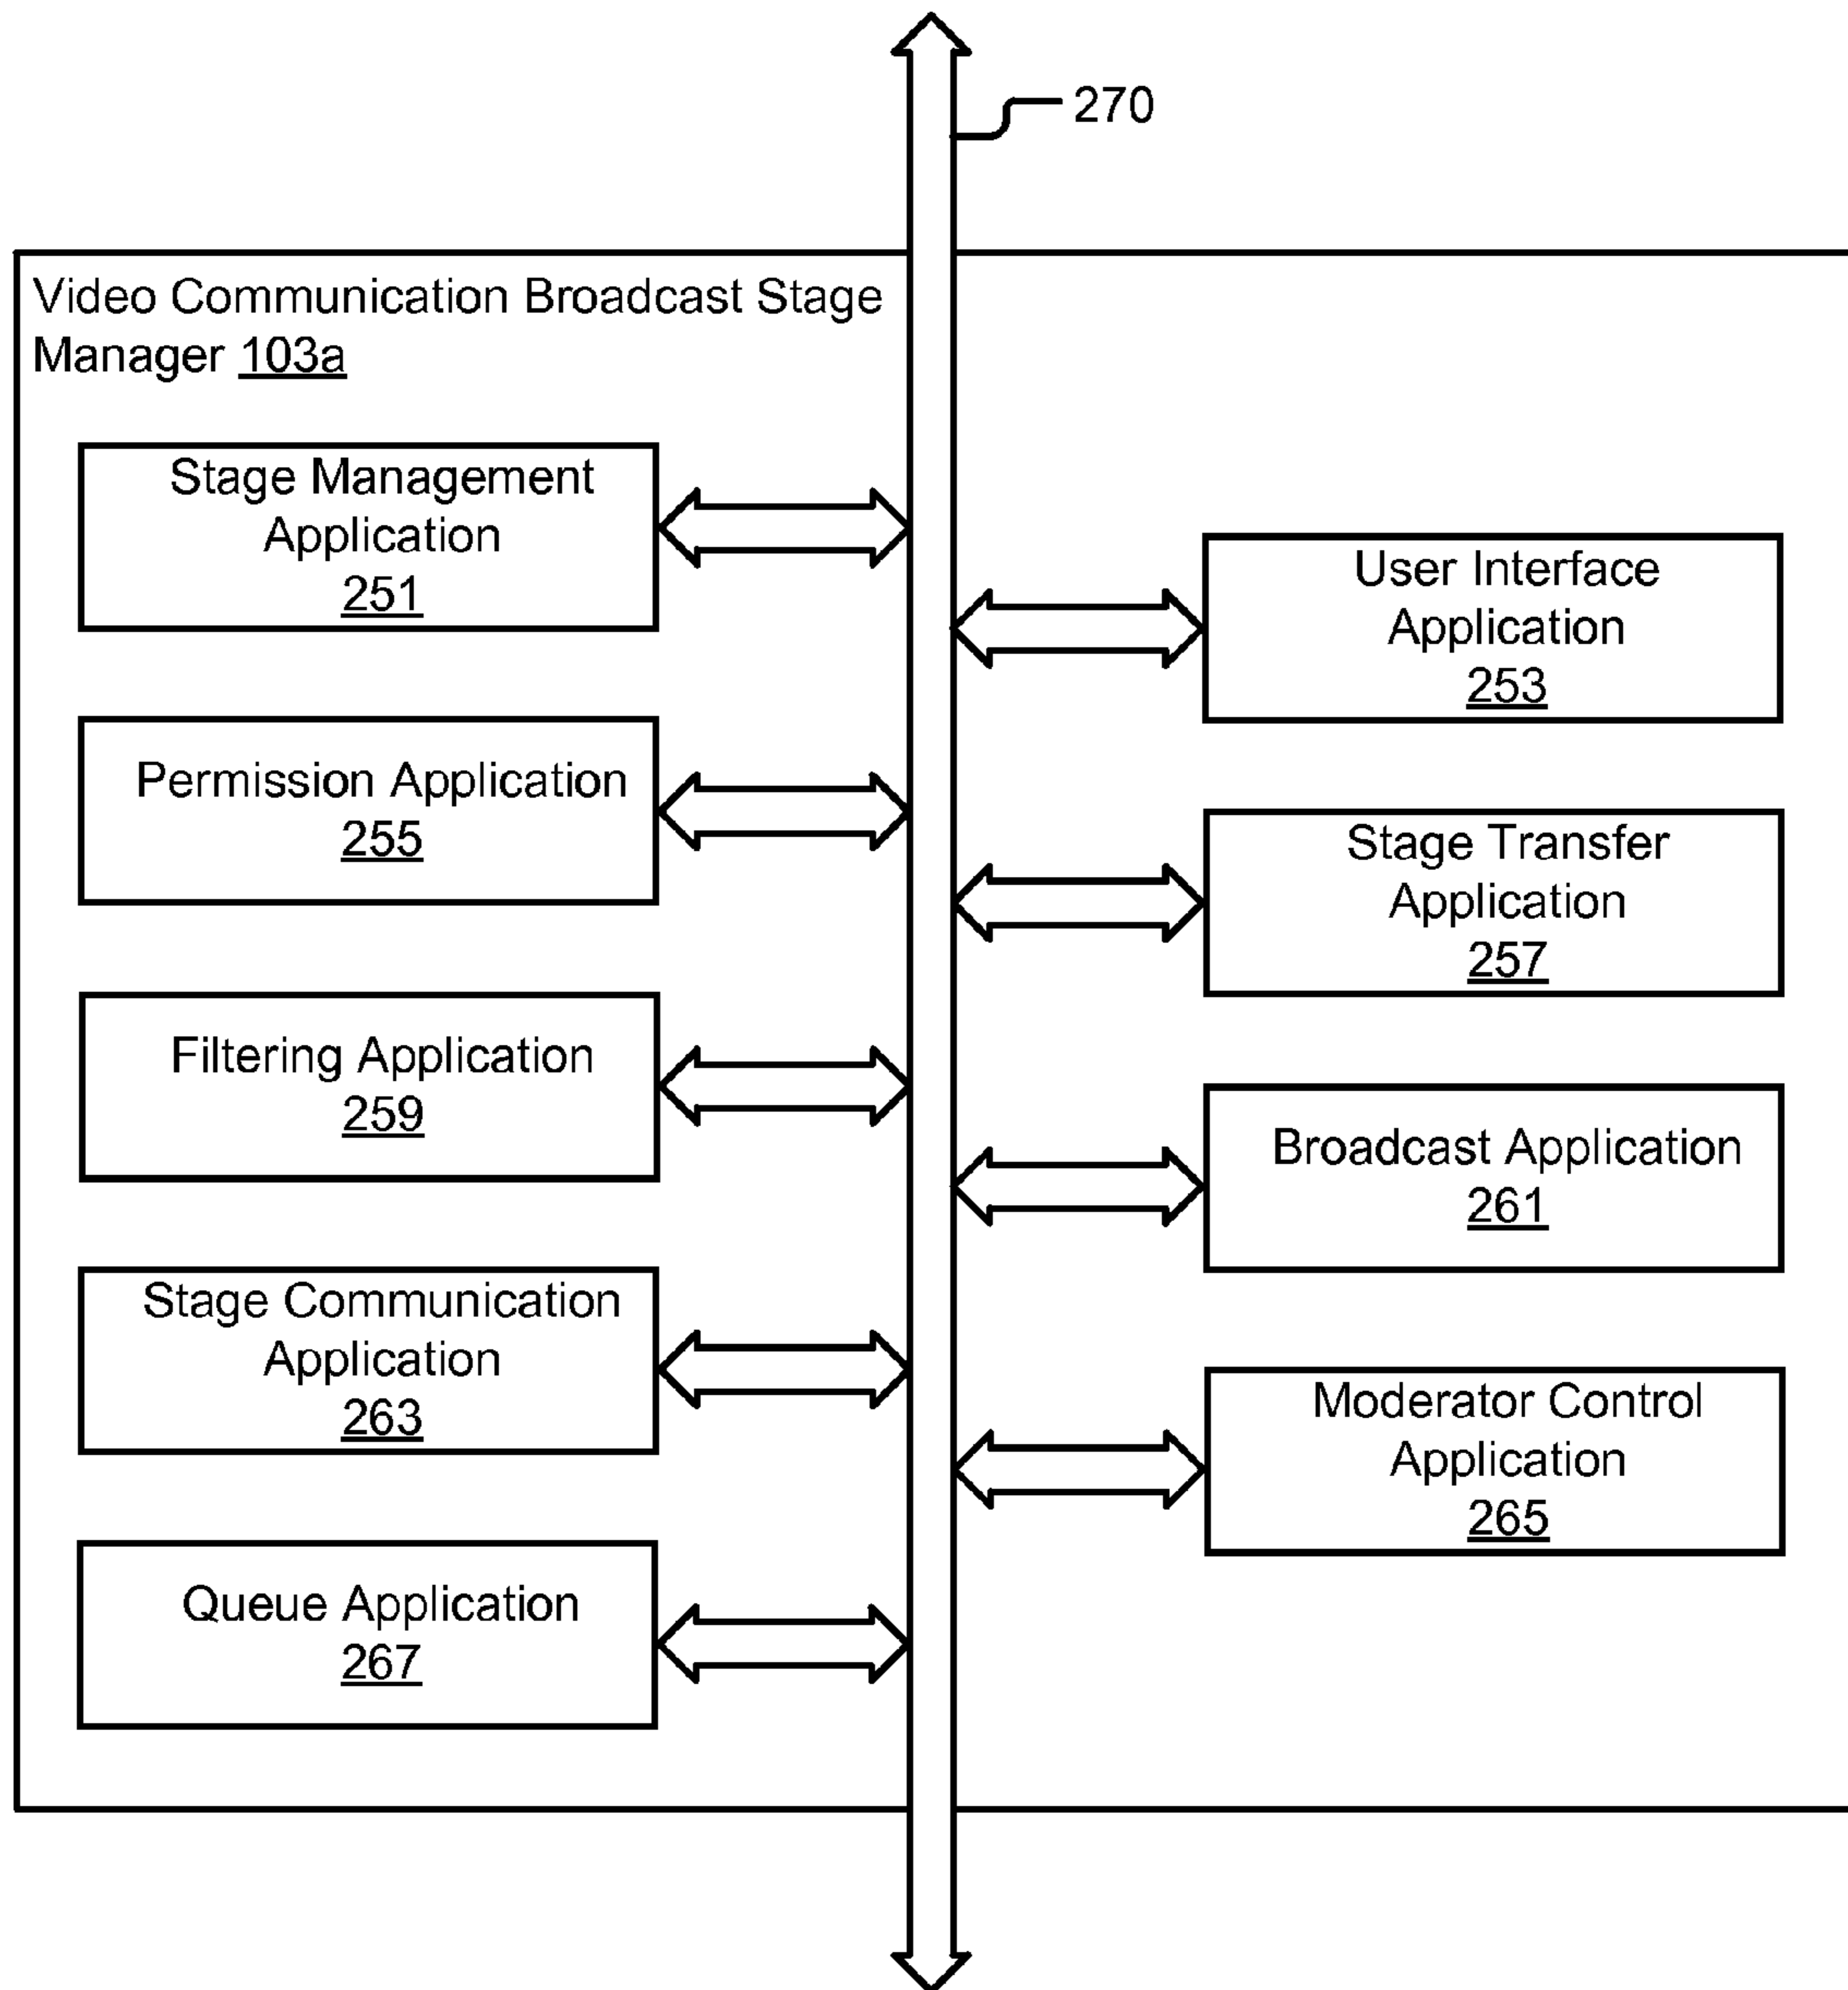 270
Video Communication Broadcast Stage
Manager 103a
Stage Management
Application
251
User Interface
Application
253
Permission Application
255
Stage Transfer
Application
257
Filtering Application
259
Broadcast Application
261
Stage Communication
Application
263
Moderator Control
Application
265
Queue Application
267